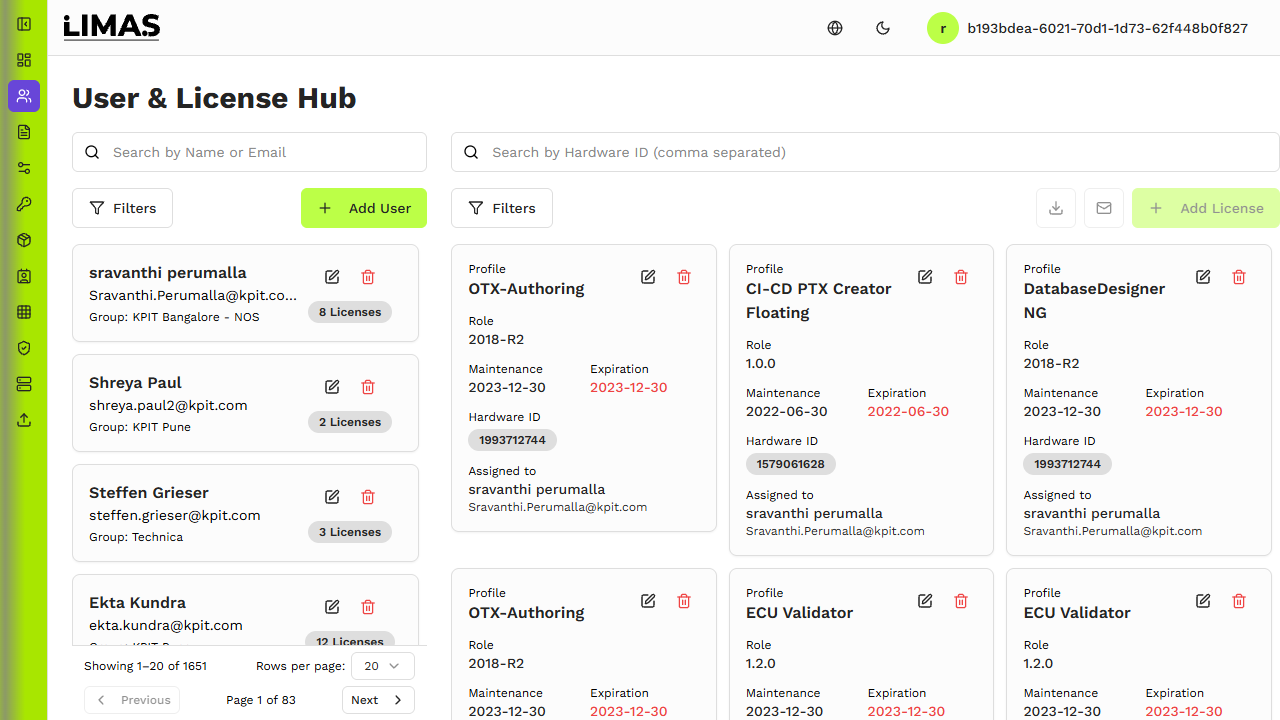 LIMAS
r
b193bdea-6021-70d1-1d73-62f448b0f827
User & License Hub
Search by Name or Email
Filters
Add User
sravanthi perumalla
Sravanthi.Perumalla@kpit.co...
Group: KPIT Bangalore - NOS
8 Licenses
Shreya Paul
shreya.paul2@kpit.com
Group: KPIT Pune
2 Licenses
Steffen Grieser
steffen.grieser@kpit.com
Group: Technica
3 Licenses
Ekta Kundra
ekta.kundra@kpit.com
12 Licenses
Showing 1–20 of 1651
Rows per page:
20
Previous
Page 1 of 83
Next
Search by Hardware ID (comma separated)
Filters
Add License
Profile
OTX-Authoring
Role
2018-R2
Maintenance
2023-12-30
Expiration
2023-12-30
Hardware ID
1993712744
Assigned to
sravanthi perumalla
Sravanthi.Perumalla@kpit.com
Profile
CI-CD PTX Creator
Floating
Role
1.0.0
Maintenance
2022-06-30
Expiration
2022-06-30
Hardware ID
1579061628
Assigned to
sravanthi perumalla
Sravanthi.Perumalla@kpit.com
Profile
DatabaseDesigner
NG
Role
2018-R2
Maintenance
2023-12-30
Expiration
2023-12-30
Hardware ID
1993712744
Assigned to
sravanthi perumalla
Sravanthi.Perumalla@kpit.com
Profile
OTX-Authoring
Role
2018-R2
Maintenance
2023-12-30
Expiration
2023-12-30
Profile
ECU Validator
Role
1.2.0
Maintenance
2023-12-30
Expiration
2023-12-30
Profile
ECU Validator
Role
1.2.0
Maintenance
2023-12-30
Expiration
2023-12-30